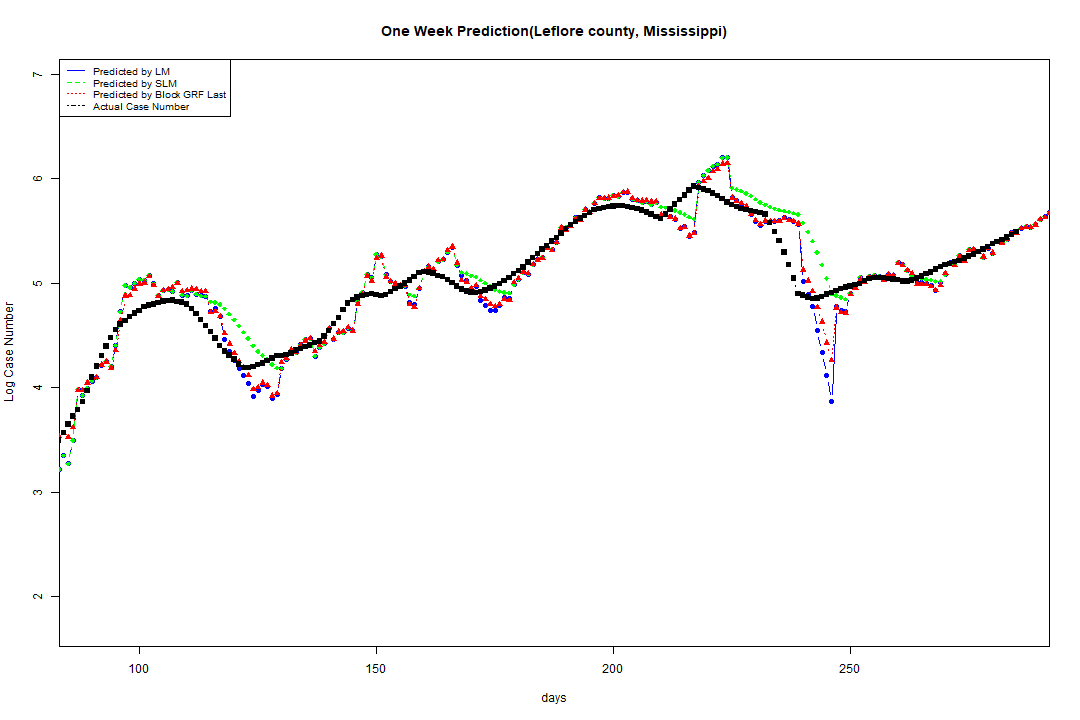 One Week Prediction(Leflore county, Mississippi)
Predicted by LM
Predicted by SLM
Predicted by Block GRF Last
Actual Case Number
7
6
5
4
3
2
Log Case Number
100 150 200 250
days